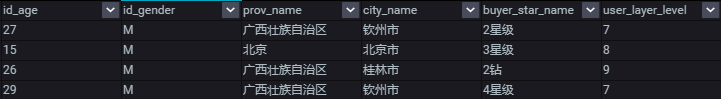 id_age id_gender prov_name city_name buyer_star_name user_layer_level
27 M 广西壮族自治区 钦州市 2星级 7
15 M 北京 北京市 3星级 8
26 M 广西壮族自治区 桂林市 2钻 9
29 M 广西壮族自治区 钦州市 4星级 7